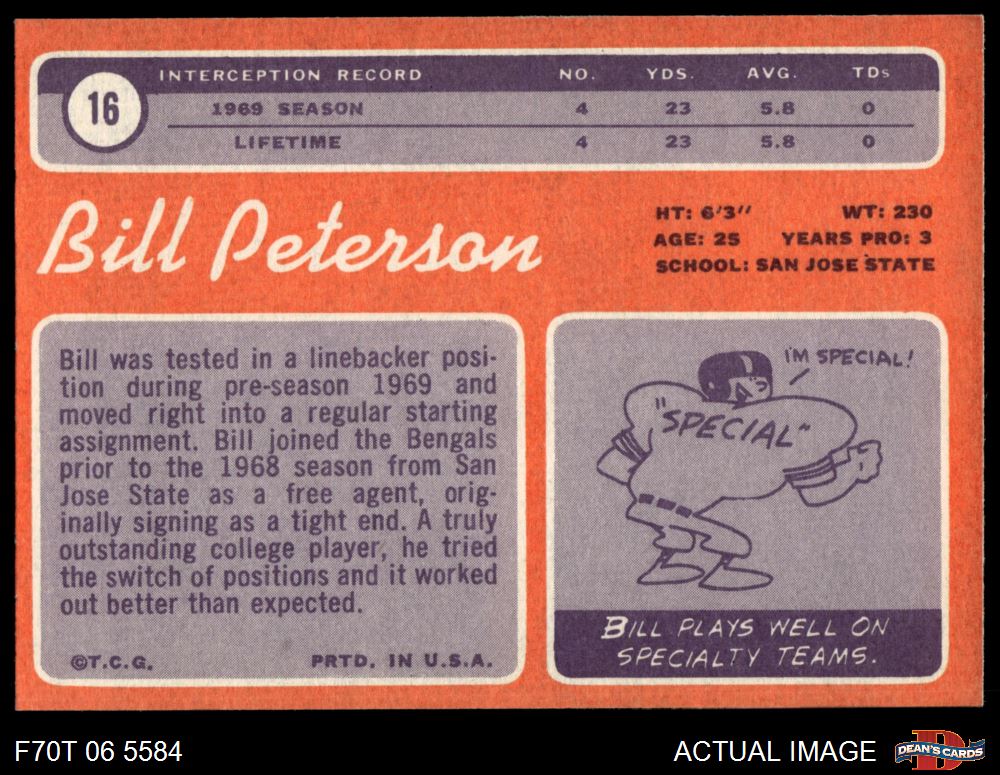 INTERCEPTION RECORD NO. YDS. AVG. TDs
16
1969 SEASON 4 23 5.8 0
LIFETIME 4 23 5.8 0
Bill Peterson
HT: 6'3" WT: 230
AGE: 25 YEARS PRO: 3
SCHOOL: SAN JOSE STATE
Bill was tested in a linebacker posi-
tion during pre-season 1969 and
moved right into a regular starting
assignment. Bill joined the Bengals
prior to the 1968 season from San
Jose State as a free agent, orig-
inally signing as a tight end. A truly
outstanding college player, he tried
the switch of positions and it worked
out better than expected.
©T.C.G. PRTD. IN U.S.A.
I'M SPECIAL!
"SPECIAL"
BILL PLAYS WELL ON
SPECIALTY TEAMS.
F70T 06 5584 ACTUAL IMAGE
D
DEAN'S CARDS